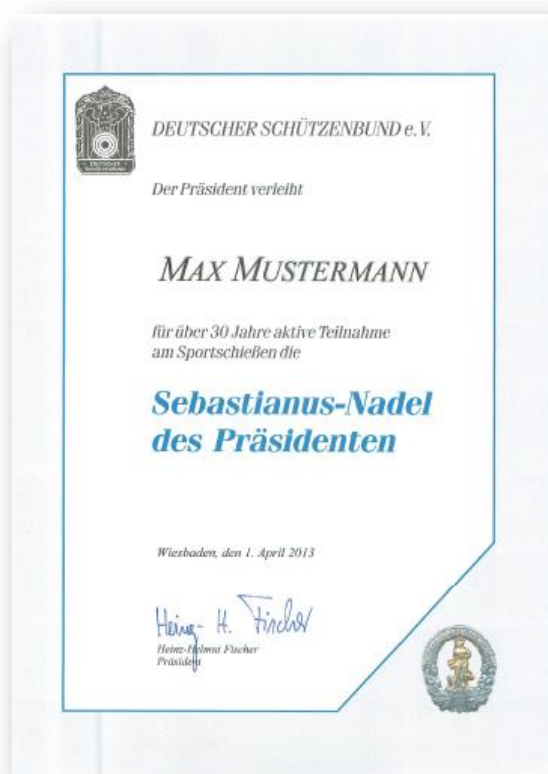 DEUTSCHER SCHÜTZENBUND e.V.
Der Präsident verleiht
MAX MUSTERMANN
für über 30 Jahre aktive Teilnahme
am Sportschießen die
Sebastianus-Nadel
des Präsidenten
Wiesbaden, den 1. April 2013
Heinz-H. Fischer
Heinz-Helmut Fischer
Präsident